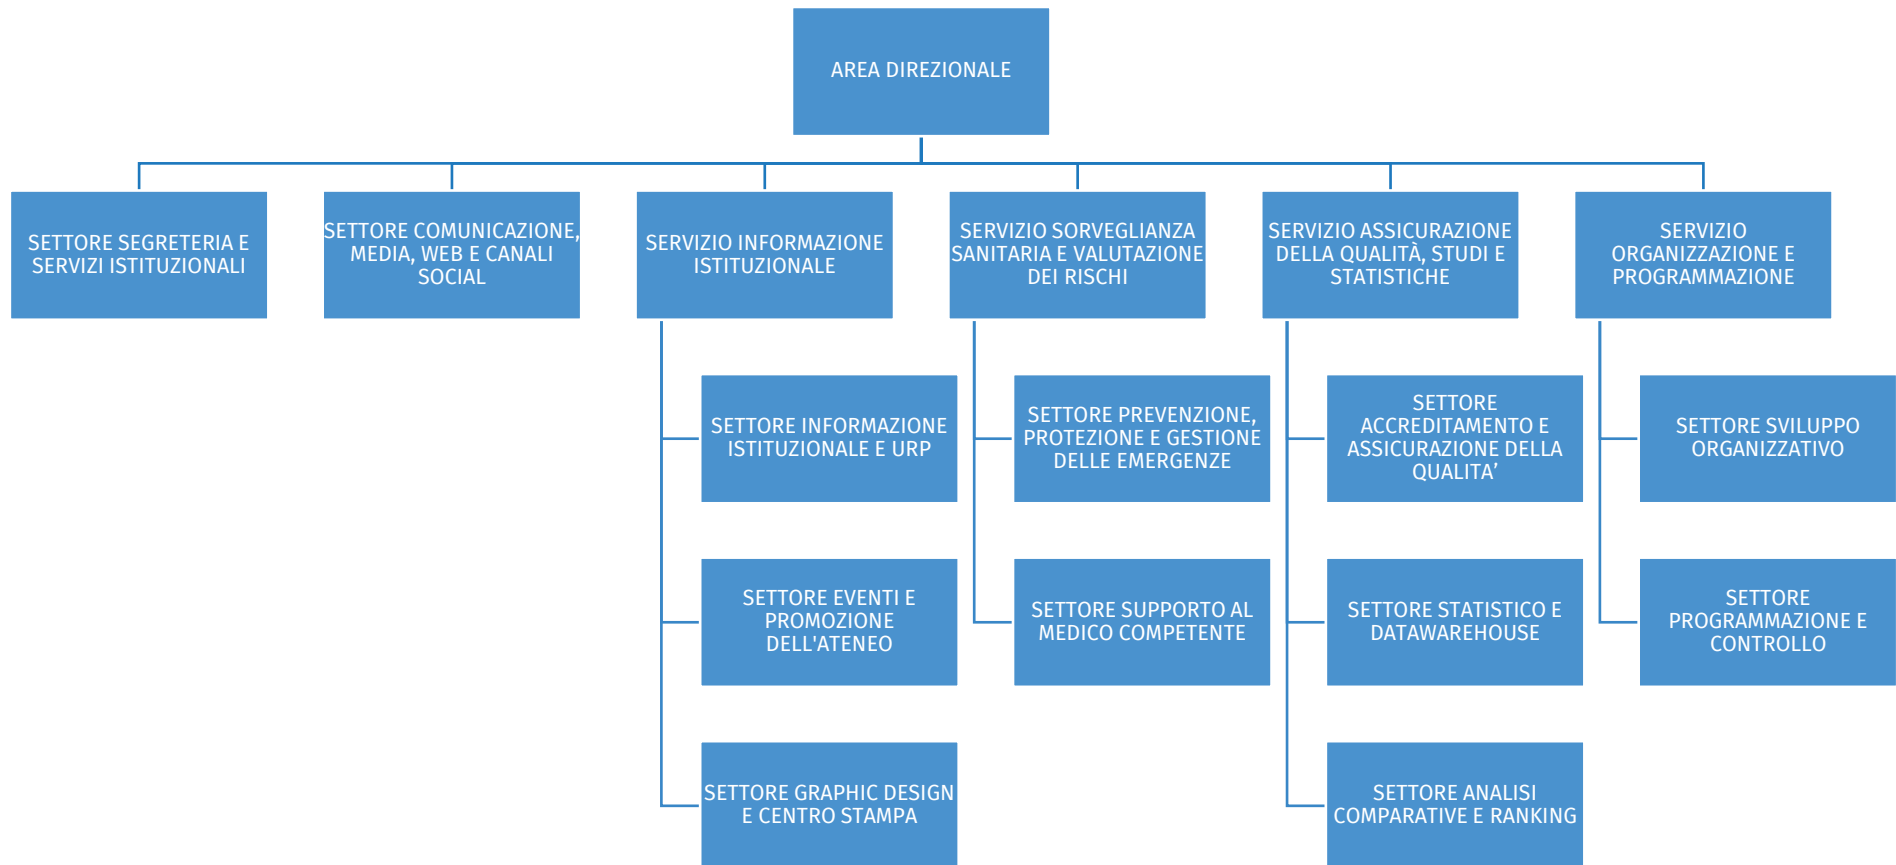 AREA DIREZIONALE
SETTORE SEGRETERIA E
SERVIZI ISTITUZIONALI
SETTORE COMUNICAZIONE,
MEDIA, WEB E CANALI
SOCIAL
SERVIZIO INFORMAZIONE
ISTITUZIONALE
SERVIZIO SORVEGLIANZA
SANITARIA E VALUTAZIONE
DEI RISCHI
SERVIZIO ASSICURAZIONE
DELLA QUALITÀ, STUDI E
STATISTICHE
SERVIZIO
ORGANIZZAZIONE E
PROGRAMMAZIONE
SETTORE INFORMAZIONE
ISTITUZIONALE E URP
SETTORE PREVENZIONE,
PROTEZIONE E GESTIONE
DELLE EMERGENZE
SETTORE
ACCREDITAMENTO E
ASSICURAZIONE DELLA
QUALITA’
SETTORE SVILUPPO
ORGANIZZATIVO
SETTORE EVENTI E
PROMOZIONE
DELL'ATENEO
SETTORE SUPPORTO AL
MEDICO COMPETENTE
SETTORE STATISTICO E
DATAWAREHOUSE
SETTORE
PROGRAMMAZIONE E
CONTROLLO
SETTORE GRAPHIC DESIGN
E CENTRO STAMPA
SETTORE ANALISI
COMPARATIVE E RANKING